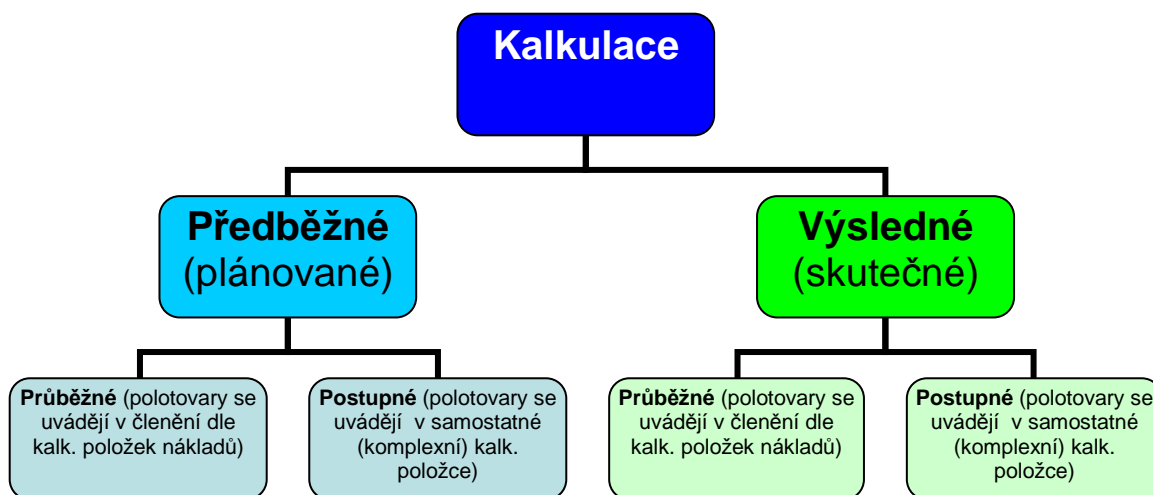 Kalkulace
Předběžné
(plánované)
Výsledné
(skutečné)
Průběžné (polotovary se
uvádějí v členění dle
kalk. položek nákladů)
Postupné (polotovary se
uvádějí v samostatné
(komplexní) kalk.
položce)
Průběžné (polotovary se
uvádějí v členění dle
kalk. položek nákladů)
Postupné (polotovary se
uvádějí v samostatné
(komplexní) kalk.
položce)